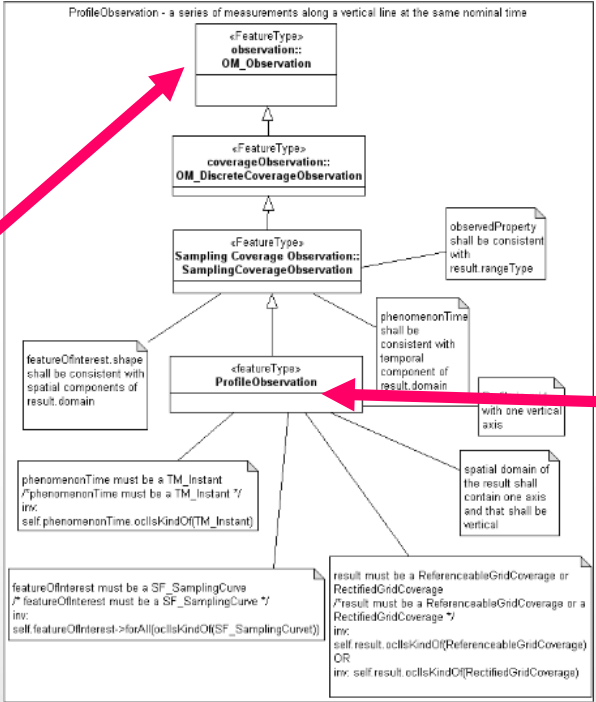 ProfileObservation - a series of measurements along a vertical line at the same nominal time
«FeatureType»
observation::
OM_Observation
«FeatureType»
coverageObservation::
OM_DiscreteCoverageObservation
«FeatureType»
Sampling Coverage Observation::
SamplingCoverageObservation
observedProperty
shall be consistent
with
result.rangeType
phenomenonTime
shall be
consistent with
temporal
component of
result.domain
featureOfInterest.shape
shall be consistent with
spatial components of
result.domain
«featureType»
ProfileObservation
with one vertical
axis
phenomenonTime must be a TM_Instant
/*phenomenonTime must be a TM_Instant */
inv:
self.phenomenonTime.oclIsKindOf(TM_Instant)
spatial domain of
the result shall
contain one axis
and that shall be
vertical
featureOfInterest must be a SF_SamplingCurve
/* featureOfInterest must be a SF_SamplingCurve */
inv:
self.featureOfInterest->forAll(oclIsKindOf(SF_SamplingCurvet))
result must be a ReferenceableGridCoverage or
RectifiedGridCoverage
/*result must be a ReferenceableGridCoverage or a
RectifiedGridCoverage */
inv:
self.result.oclIsKindOf(ReferenceableGridCoverage)
OR
inv: self.result.oclIsKindOf(RectifiedGridCoverage)